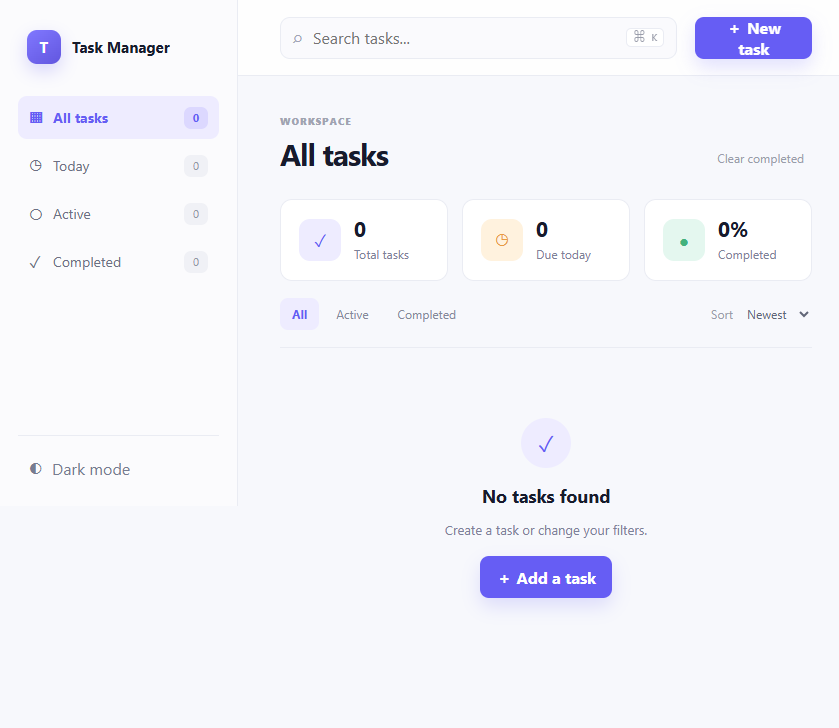 T Task Manager
Search tasks...
⌘ K
+ New task
All tasks 0
Today 0
Active 0
Completed 0
Dark mode
WORKSPACE
All tasks
Clear completed
0
Total tasks
0
Due today
0%
Completed
All Active Completed
Sort Newest
No tasks found
Create a task or change your filters.
+ Add a task